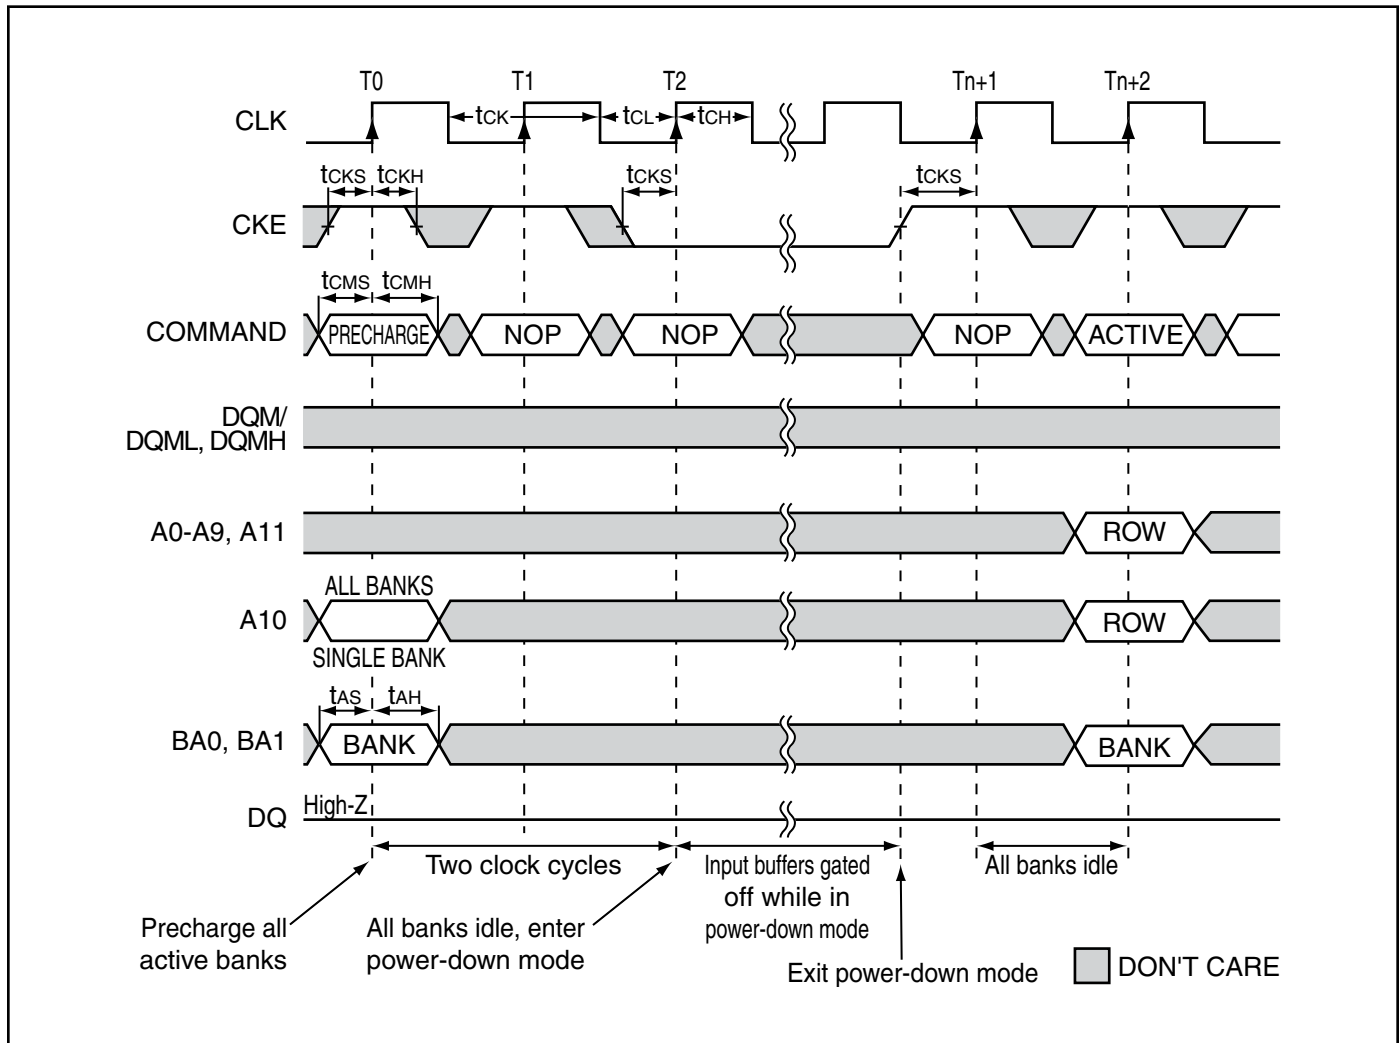 T0 T1 T2 Tn+1 Tn+2
CLK tCK tCL tCH
tCKS tCKH tCKS tCKS
CKE
tCMS tCMH
COMMAND PRECHARGE NOP NOP NOP ACTIVE
DQM/
DQML, DQMH
A0-A9, A11 ROW
ALL BANKS
A10 ROW
SINGLE BANK
tAS tAH
BA0, BA1 BANK BANK
DQ High-Z
Two clock cycles
Input buffers gated
off while in
power-down mode
All banks idle
Precharge all
active banks
All banks idle, enter
power-down mode
Exit power-down mode
DON'T CARE